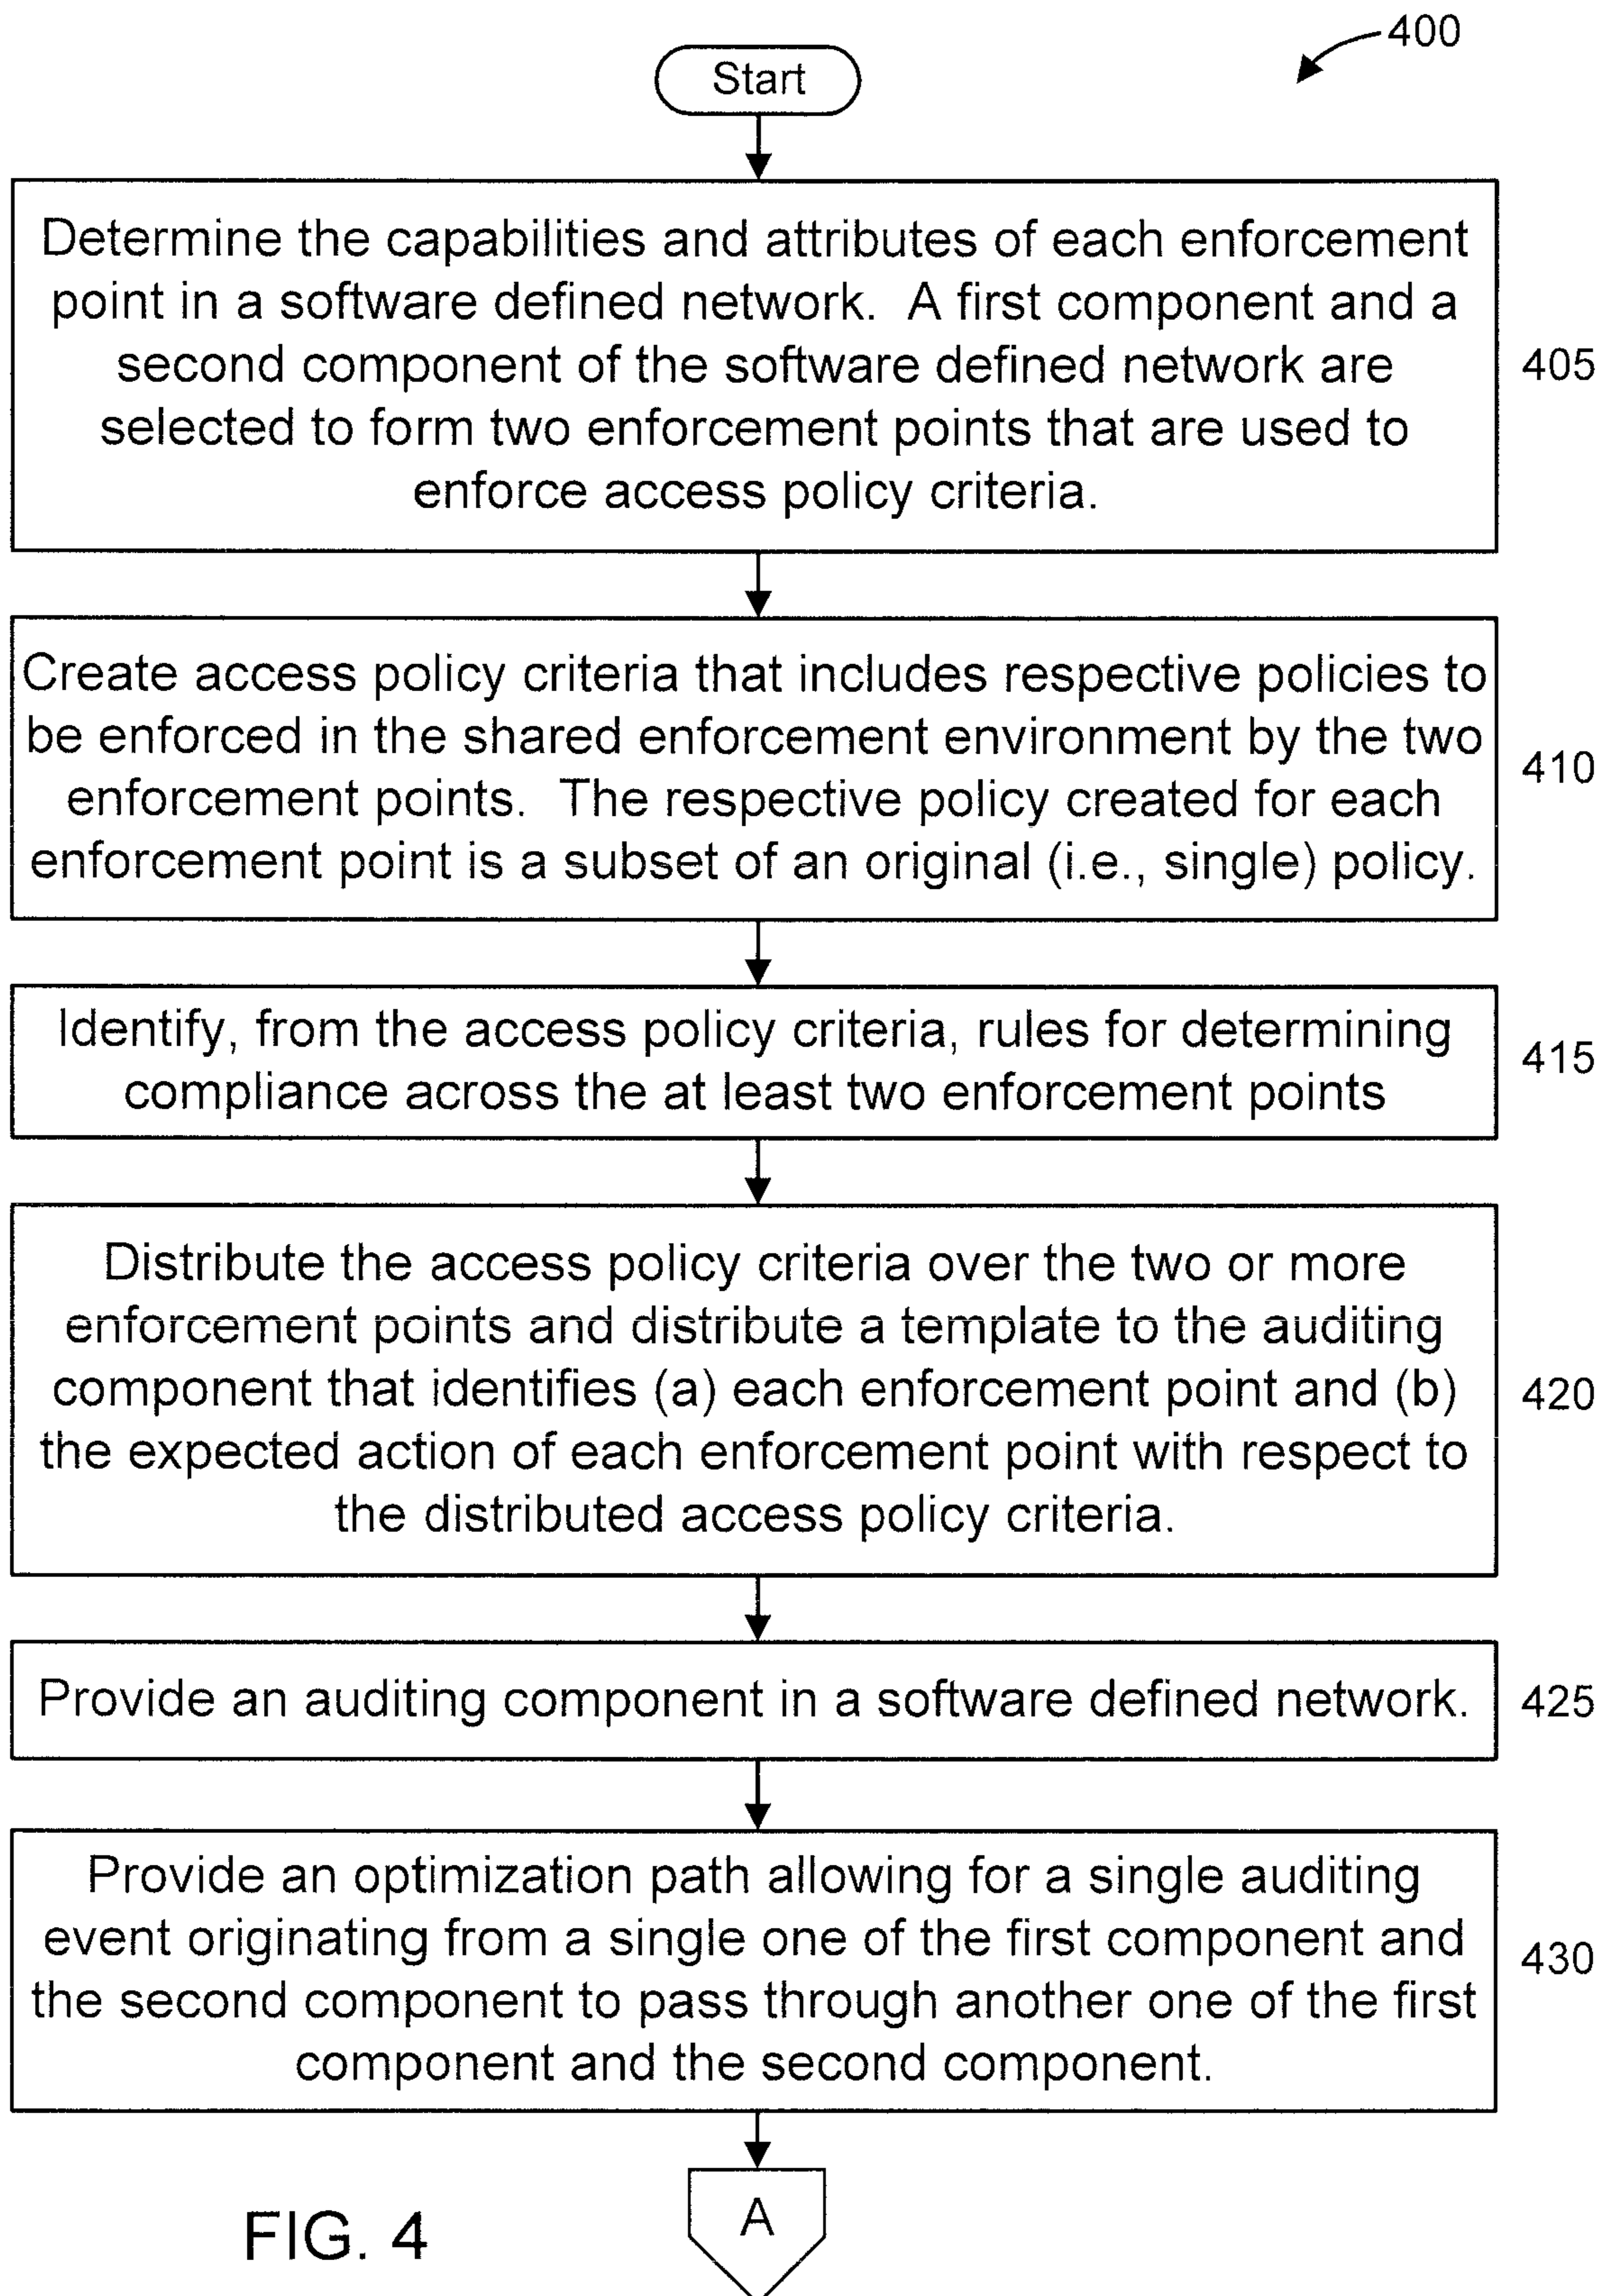 400
Start
Determine the capabilities and attributes of each enforcement
point in a software defined network.  A first component and a
second component of the software defined network are
selected to form two enforcement points that are used to
enforce access policy criteria.
405
Create access policy criteria that includes respective policies to
be enforced in the shared enforcement environment by the two
enforcement points.  The respective policy created for each
enforcement point is a subset of an original (i.e., single) policy.
410
Identify, from the access policy criteria, rules for determining
compliance across the at least two enforcement points
415
Distribute the access policy criteria over the two or more
enforcement points and distribute a template to the auditing
component that identifies (a) each enforcement point and (b)
the expected action of each enforcement point with respect to
the distributed access policy criteria.
420
Provide an auditing component in a software defined network.
425
Provide an optimization path allowing for a single auditing
event originating from a single one of the first component and
the second component to pass through another one of the first
component and the second component.
430
A
FIG. 4